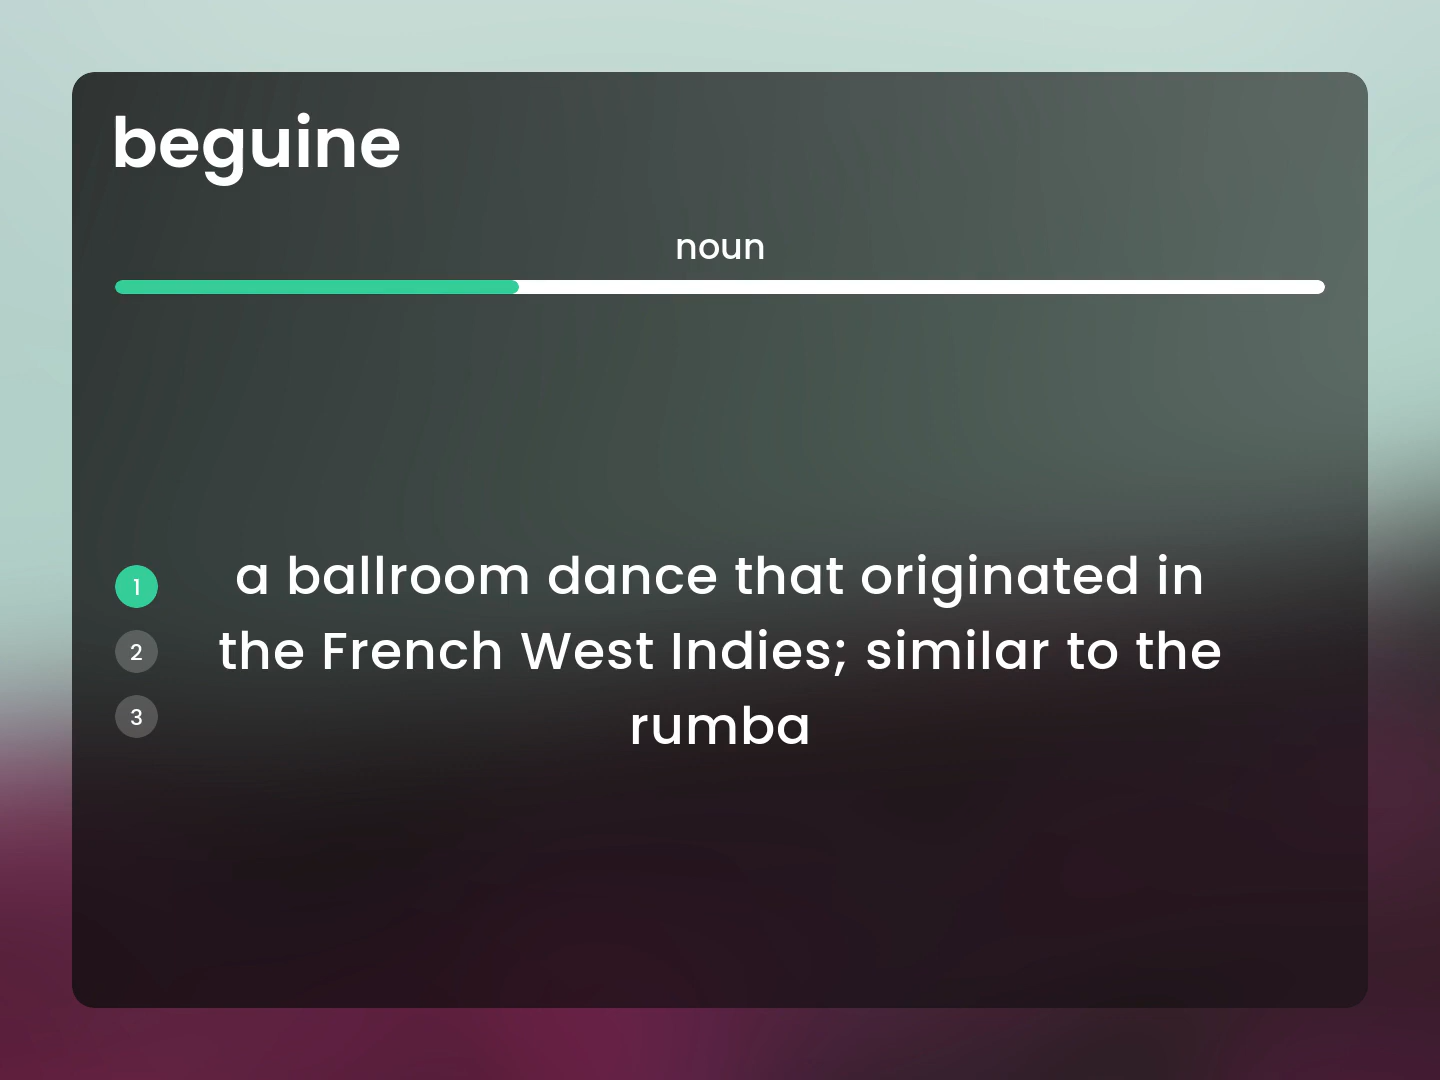 beguine
noun
1
2
3
a ballroom dance that originated in
the French West Indies; similar to the
rumba